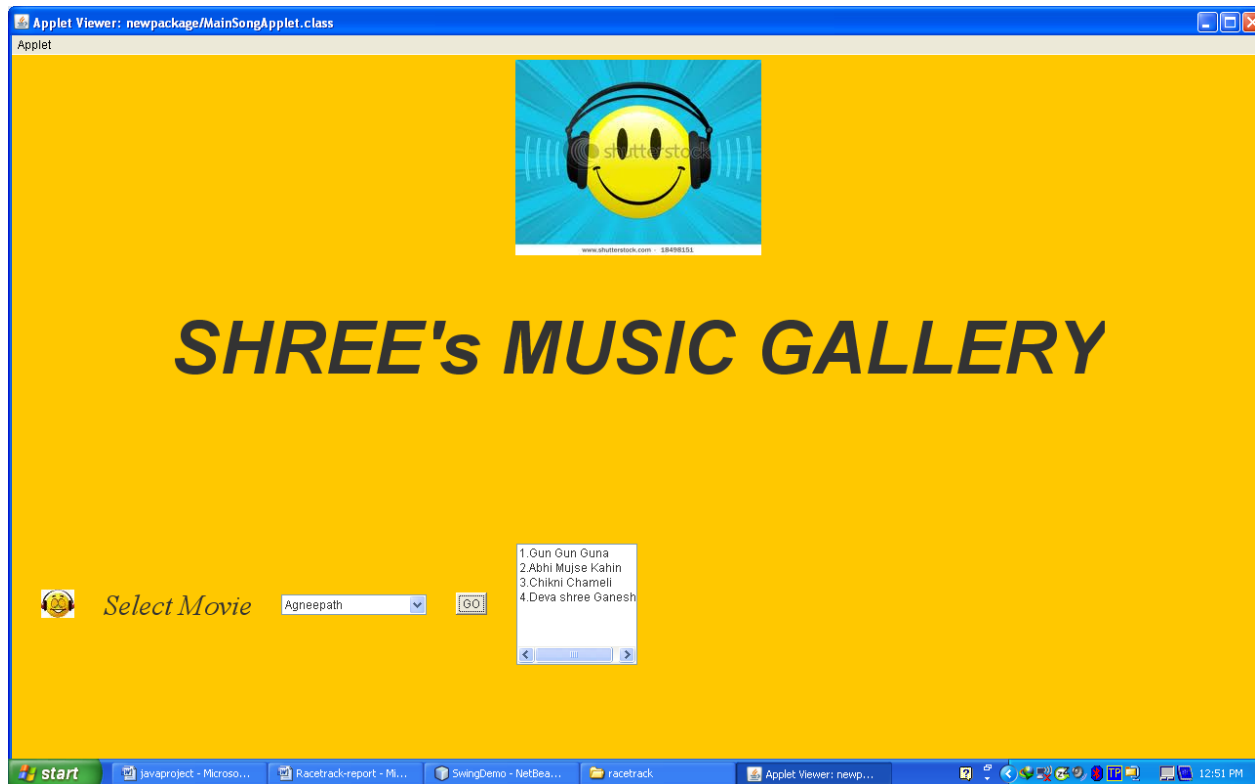 Applet Viewer: newpackage/MainSongApplet.class
Applet
shutterstock
www.shutterstock.com · 18498151
SHREE's MUSIC GALLERY
1.Gun Gun Guna
2.Abhi Mujse Kahin
3.Chikni Chameli
4.Deva shree Ganesh
Select Movie
Agneepath
GO
start
javaproject - Microso...
Racetrack-report - Mi...
SwingDemo - NetBea...
racetrack
Applet Viewer: newp...
TP
12:51 PM